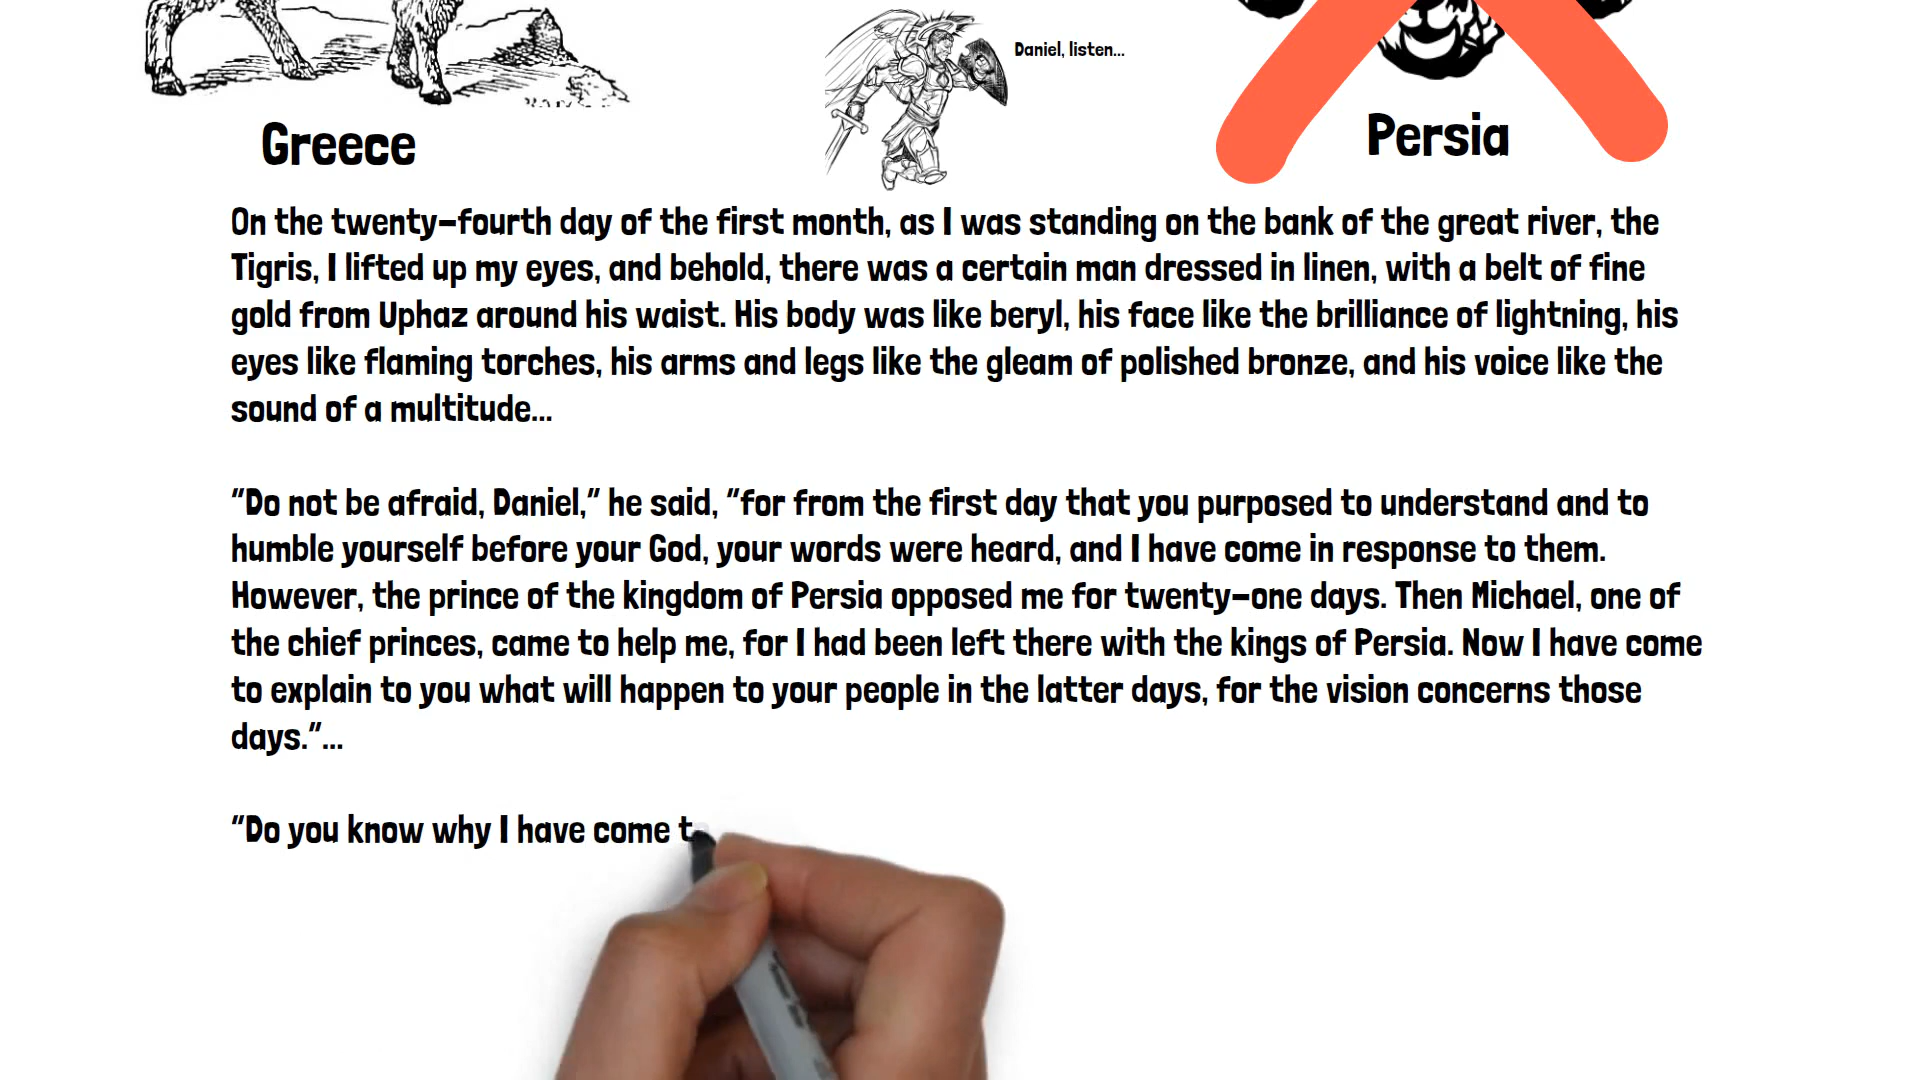 Daniel, listen...
Greece
Persia
On the twenty-fourth day of the first month, as I was standing on the bank of the great river, the
Tigris, I lifted up my eyes, and behold, there was a certain man dressed in linen, with a belt of fine
gold from Uphaz around his waist. His body was like beryl, his face like the brilliance of lightning, his
eyes like flaming torches, his arms and legs like the gleam of polished bronze, and his voice like the
sound of a multitude...
"Do not be afraid, Daniel," he said, "for from the first day that you purposed to understand and to
humble yourself before your God, your words were heard, and I have come in response to them.
However, the prince of the kingdom of Persia opposed me for twenty-one days. Then Michael, one of
the chief princes, came to help me, for I had been left there with the kings of Persia. Now I have come
to explain to you what will happen to your people in the latter days, for the vision concerns those
days."...
"Do you know why I have come t